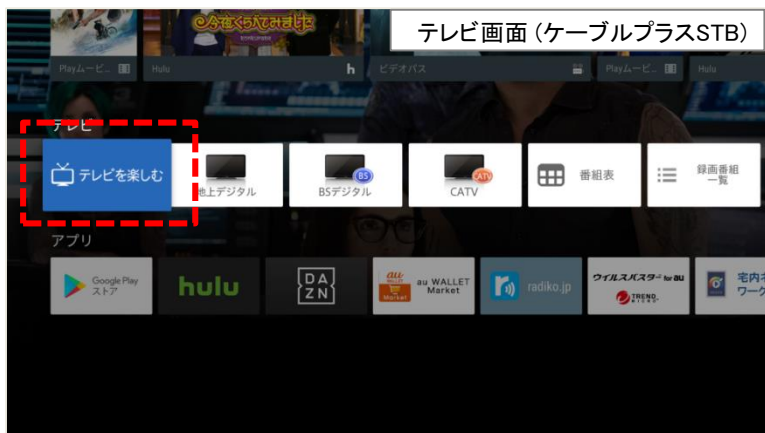 テレビ画面（ケーブルプラスSTB）
今夜くらべてみました
Playムービ…
Hulu
h
ビデオパス
Playムービ…
Hulu
テレビ
テレビを楽しむ
地上デジタル
BS
BSデジタル
CATV
CATV
番組表
録画番組
一覧
アプリ
Google Play
ストア
hulu
DA
ZN
au
WALLET
Market
au WALLET
Market
radiko.jp
ウイルスバスター for au
TREND
MICRO
宅内ネ
ワーク